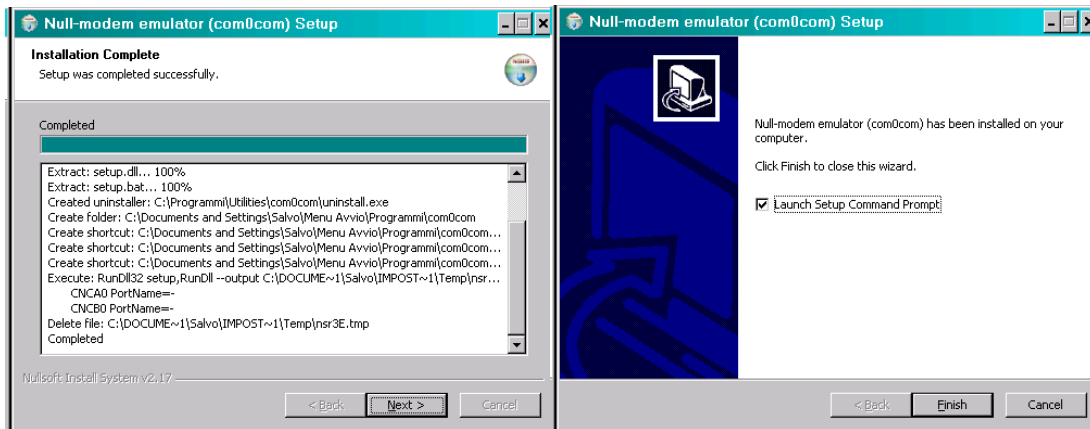 Null-modem emulator (com0com) Setup
Installation Complete
Setup was completed successfully.
Completed
Extract: setup.dll... 100%
Extract: setup.bat... 100%
Created uninstaller: C:\Programmi\Utilities\com0com\uninstall.exe
Create folder: C:\Documents and Settings\Salvo\Menu Avvio\Programmi\com0com
Create shortcut: C:\Documents and Settings\Salvo\Menu Avvio\Programmi\com0com...
Create shortcut: C:\Documents and Settings\Salvo\Menu Avvio\Programmi\com0com...
Create shortcut: C:\Documents and Settings\Salvo\Menu Avvio\Programmi\com0com...
Execute: RunDll32 setup,RunDll --output C:\DOCUME~1\Salvo\IMPOST~1\Temp\nsr...
CNCA0 PortName=-
CNCB0 PortName=-
Delete file: C:\DOCUME~1\Salvo\IMPOST~1\Temp\nsr3E.tmp
Completed
Nullsoft Install System v2.17
< Back
Next >
Cancel
Null-modem emulator (com0com) Setup
Null-modem emulator (com0com) has been installed on your
computer.
Click Finish to close this wizard.
Launch Setup Command Prompt
< Back
Finish
Cancel